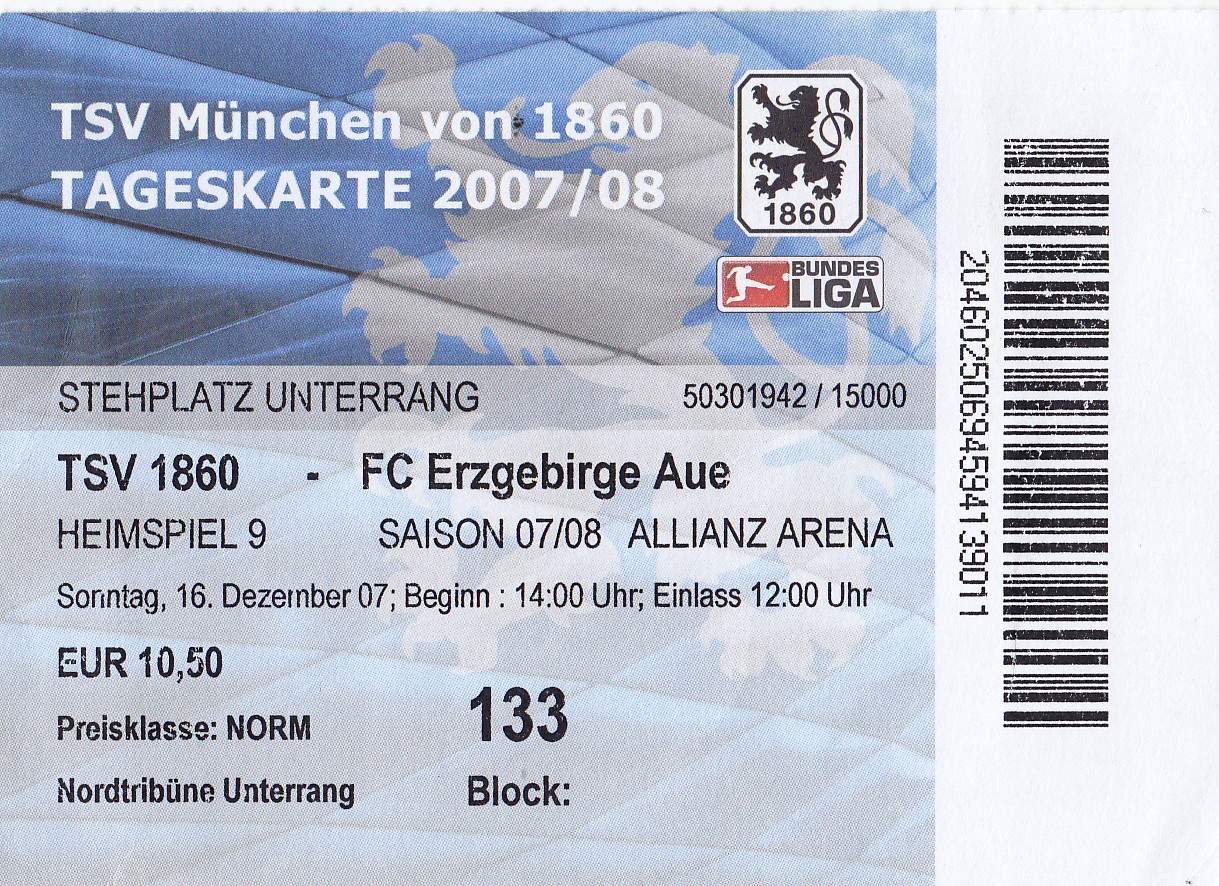 TSV München von 1860
TAGESKARTE 2007/08
1860
BUNDES
LIGA
STEHPLATZ UNTERRANG 50301942 / 15000
TSV 1860 - FC Erzgebirge Aue
HEIMSPIEL 9 SAISON 07/08 ALLIANZ ARENA
Sonntag, 16. Dezember 07; Beginn : 14:00 Uhr; Einlass 12:00 Uhr
EUR 10,50
Preisklasse: NORM
133
Nordtribüne Unterrang
Block:
2046025069459413901​1